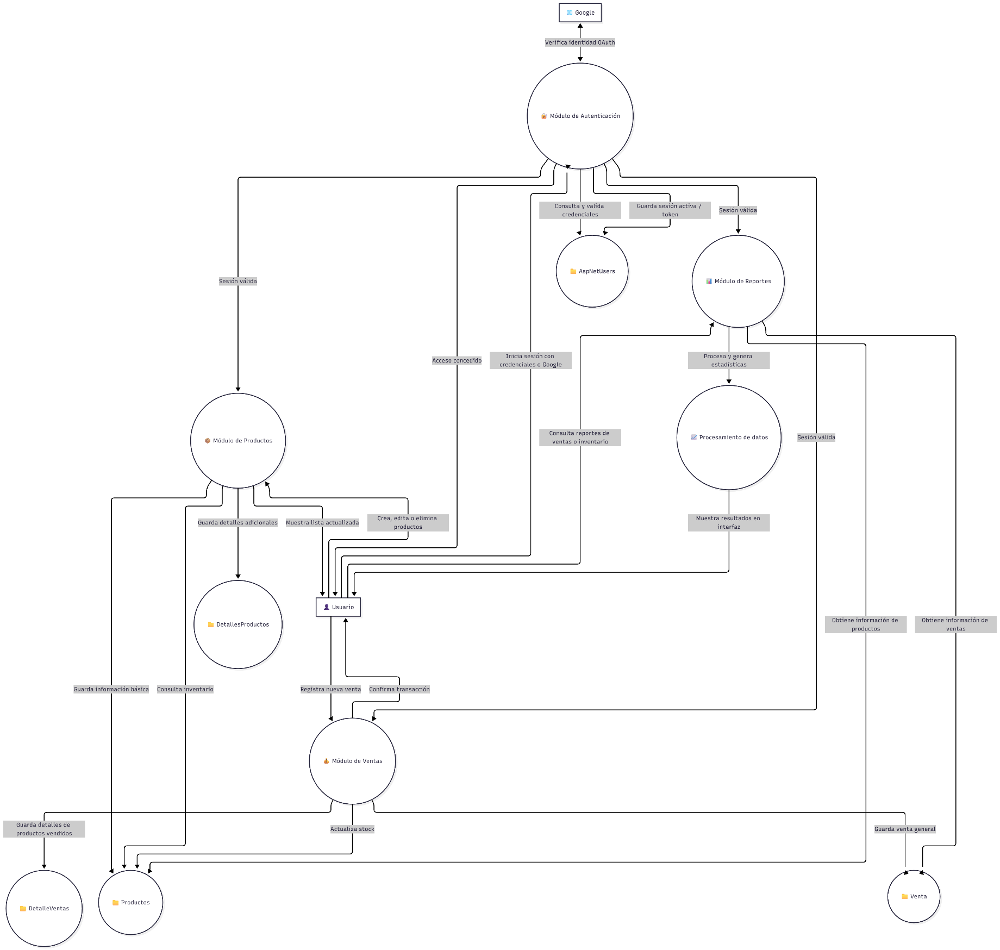 Google
Verifica identidad OAuth
Módulo de Autenticación
Consulta y valida
credenciales
Guarda sesión activa /
token
Sesión válida
AspNetUsers
Módulo de Reportes
Sesión válida
Acceso concedido
Inicia sesión con
credenciales o Google
Procesa y genera
estadísticas
Módulo de Productos
Consulta reportes de
ventas o inventario
Procesamiento de datos
Sesión válida
Guarda detalles adicionales
Muestra lista actualizada
Crea, edita o elimina
productos
Muestra resultados en
interfaz
Usuario
DetallesProductos
Obtiene información de
productos
Obtiene información de
ventas
Guarda información básica
Consulta inventario
Registra nueva venta
Confirma transacción
Módulo de Ventas
Guarda detalles de
productos vendidos
Actualiza stock
Guarda venta general
DetalleVentas
Productos
Venta